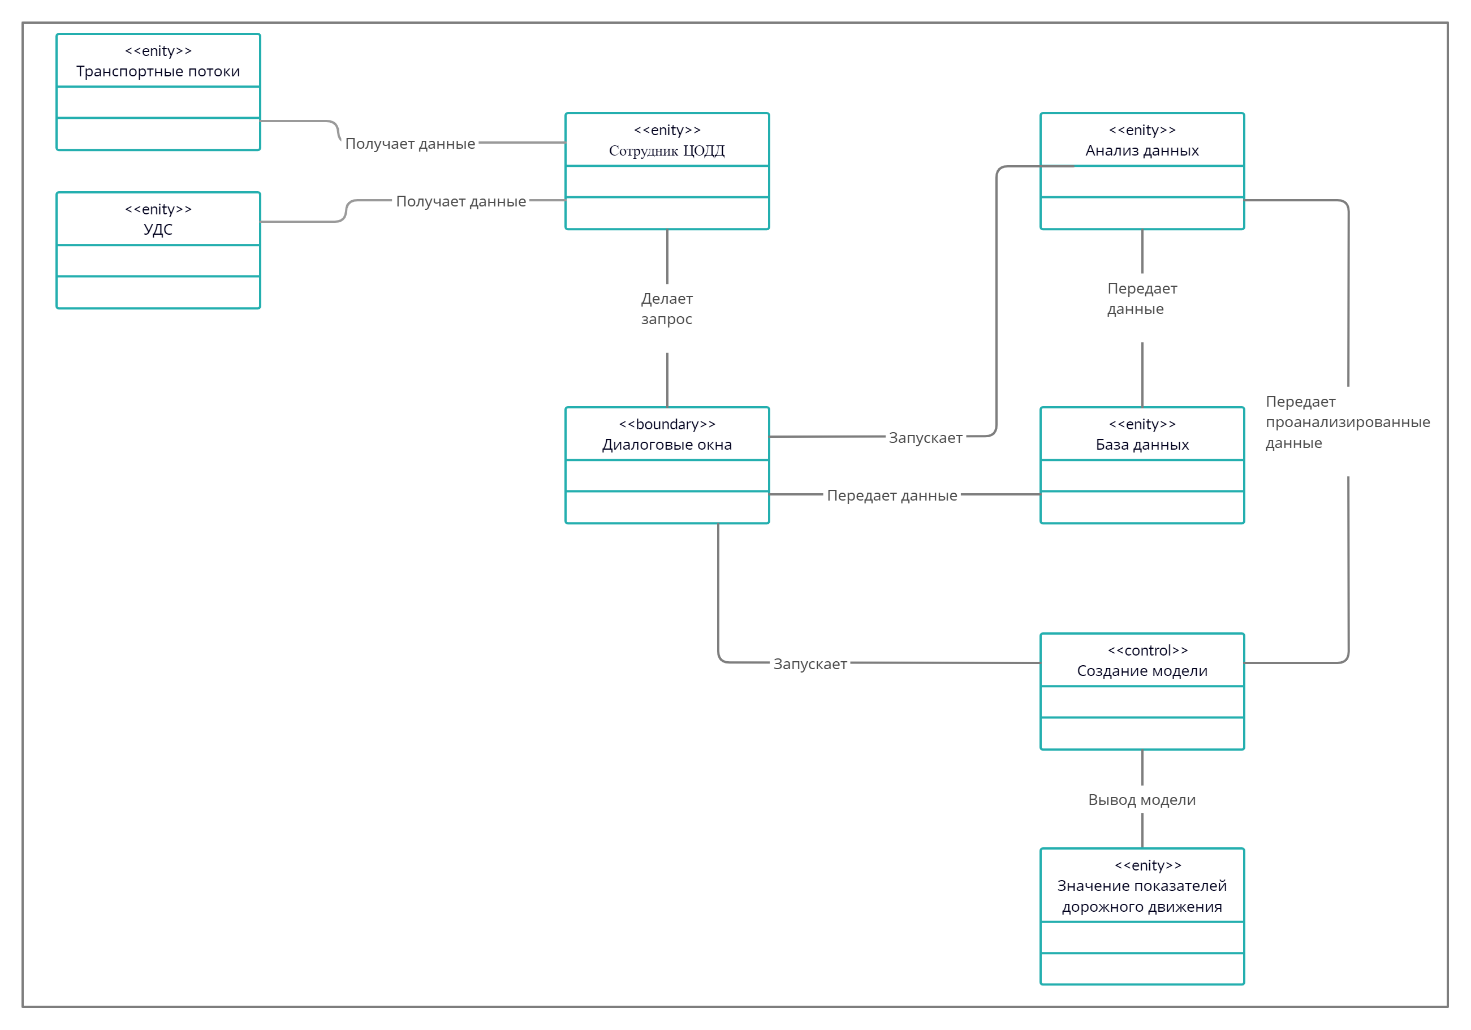 <<enity>>
Транспортные потоки
Получает данные
<<enity>>
УДС
Получает данные
<<enity>>
Сотрудник ЦОДД
Делает
запрос
<<boundary>>
Диалоговые окна
Запускает
Передает данные
Запускает
<<enity>>
Анализ данных
Передает
данные
<<enity>>
База данных
Передает
проанализированные
данные
<<control>>
Создание модели
Вывод модели
<<enity>>
Значение показателей
дорожного движения